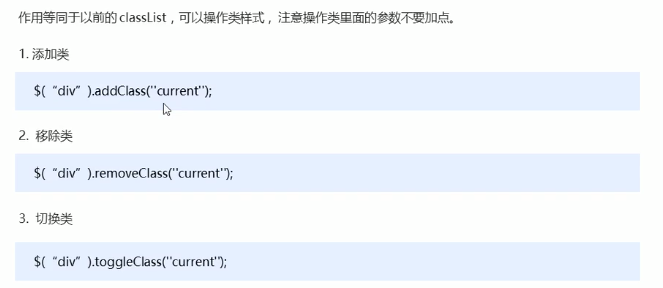 作用等同于以前的 classList，可以操作类样式， 注意操作类里面的参数不要加点。
1. 添加类
$(“div”).addClass(''current'');
2. 移除类
$(“div”).removeClass(''current'');
3. 切换类
$(“div”).toggleClass(''current'');